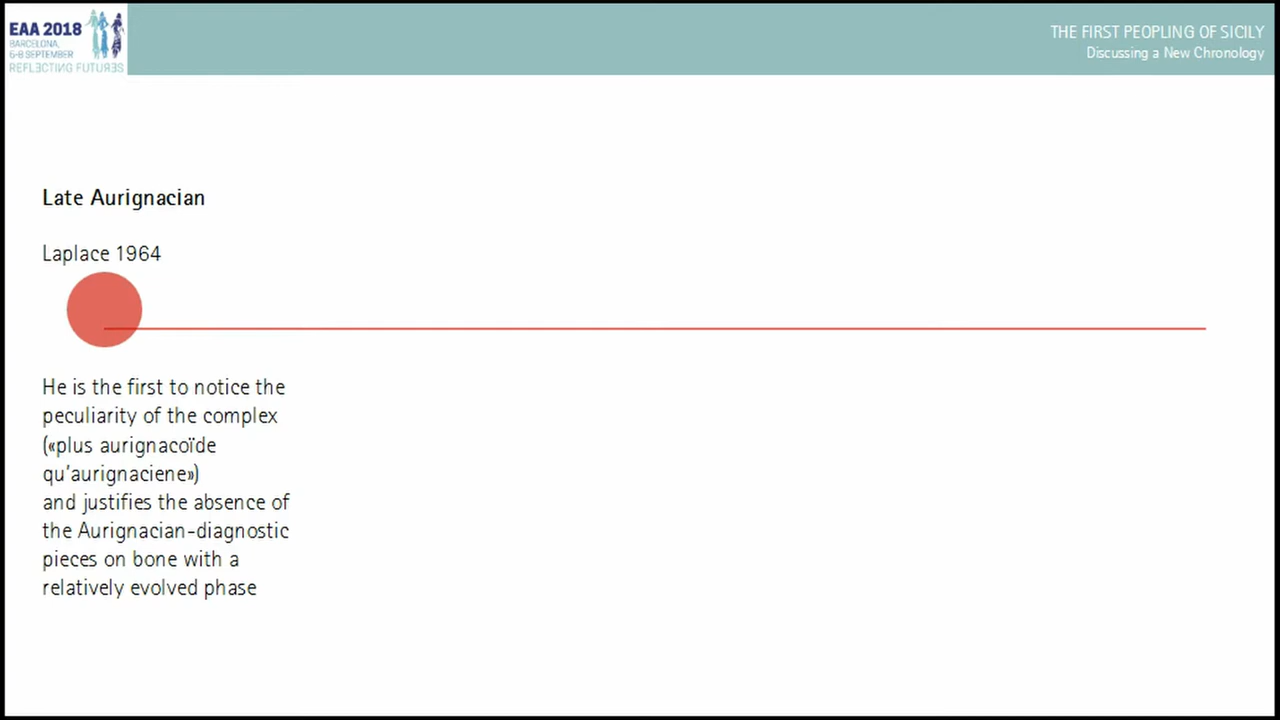 EAA 2018
BARCELONA,
5-8 SEPTEMBER
REFLECTING FUTURES
THE FIRST PEOPLING OF SICILY
Discussing a New Chronology
Late Aurignacian
Laplace 1964
He is the first to notice the
peculiarity of the complex
(«plus aurignacoïde
qu'aurignaciene»)
and justifies the absence of
the Aurignacian-diagnostic
pieces on bone with a
relatively evolved phase